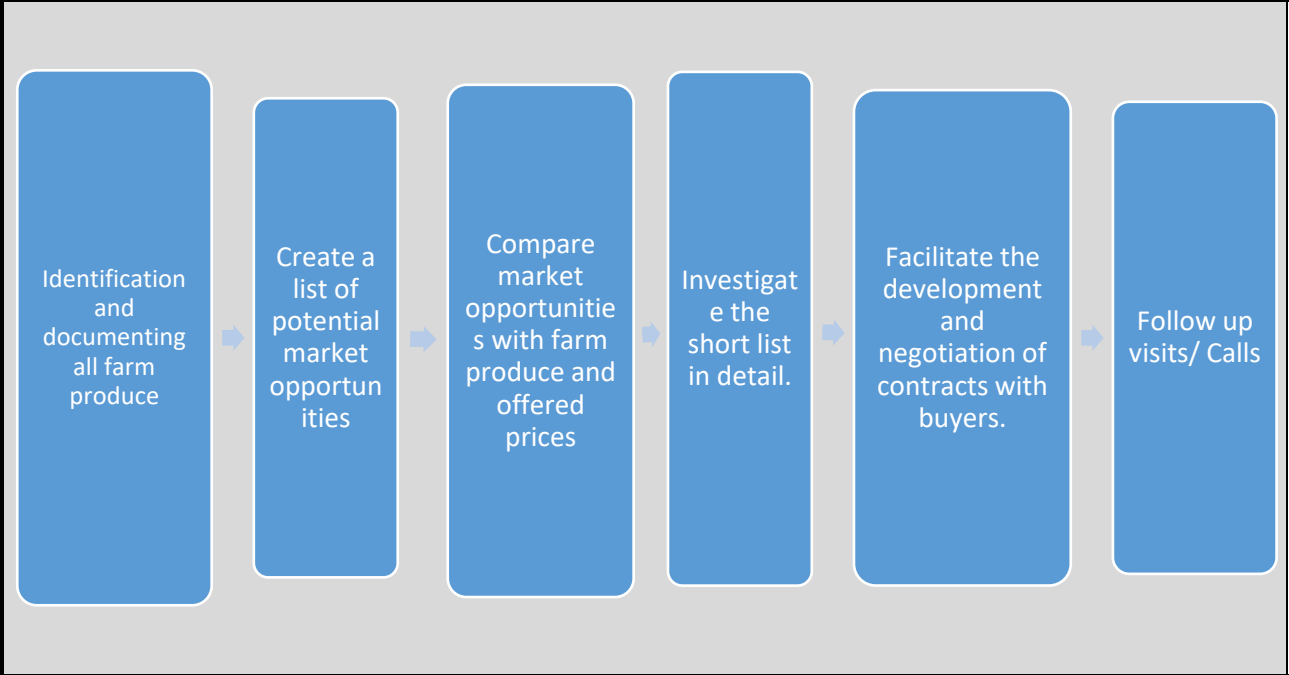 Identification
and
documenting
all farm
produce
Create a
list of
potential
market
opportun
ities
Compare
market
opportunitie
s with farm
produce and
offered
prices
Investigat
e the
short list
in detail.
Facilitate the
development
and
negotiation of
contracts with
buyers.
Follow up
visits/ Calls